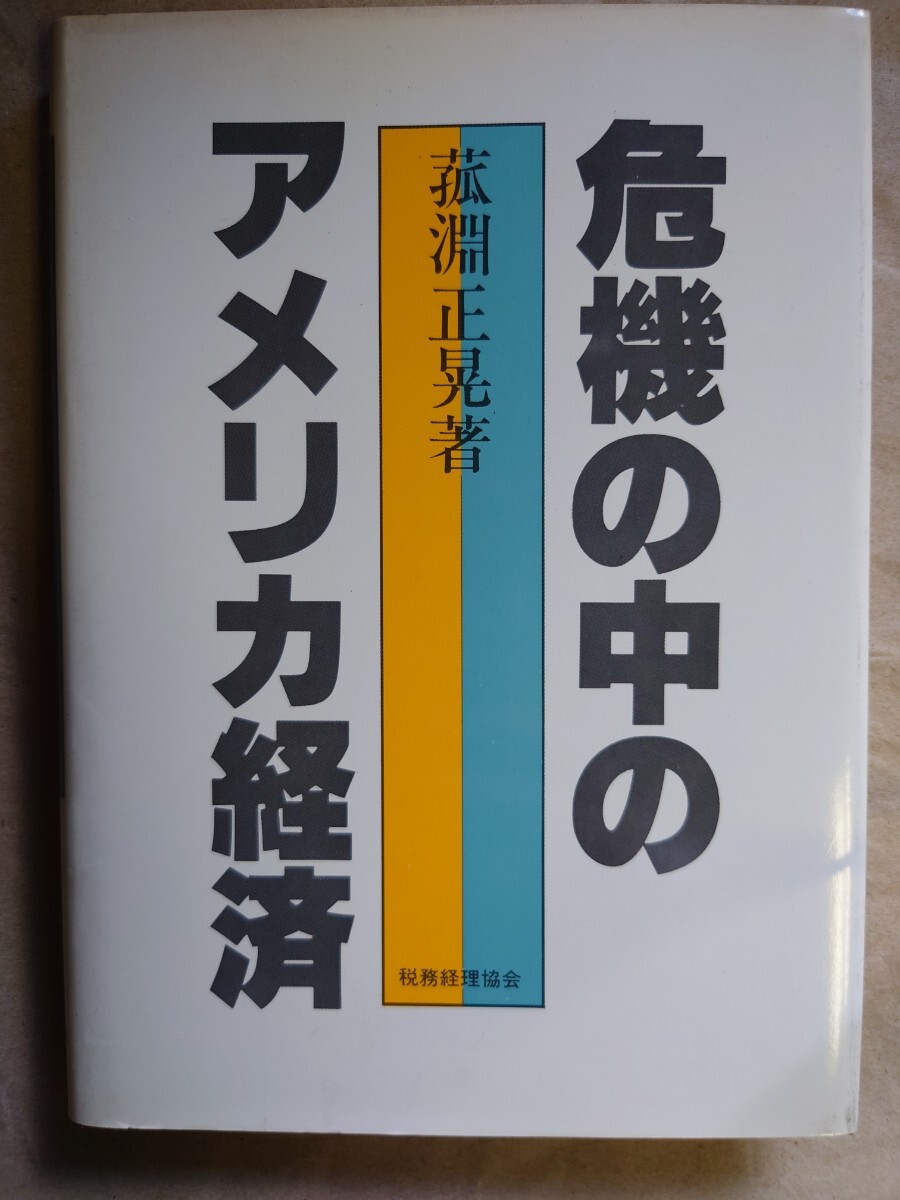 危機の中の
アメリカ経済
菰淵正晃著
税務経理協会